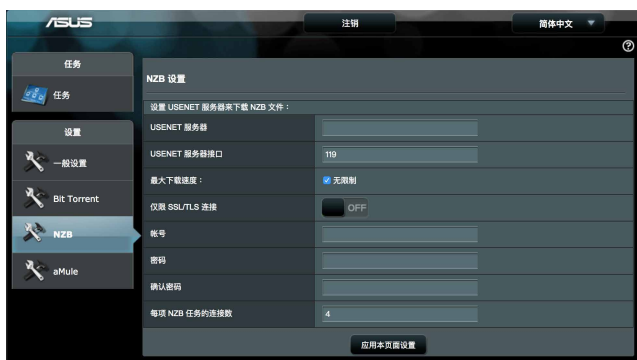 ASUS
注销
简体中文
任务
任务
设置
一般设置
Bit Torrent
NZB
aMule
NZB 设置
设置 USENET 服务器来下载 NZB 文件：
USENET 服务器
USENET 服务器接口 119
最大下载速度： 无限制
仅限 SSL/TLS 连接 OFF
帐号
密码
确认密码
每项 NZB 任务的连接数 4
应用本页面设置